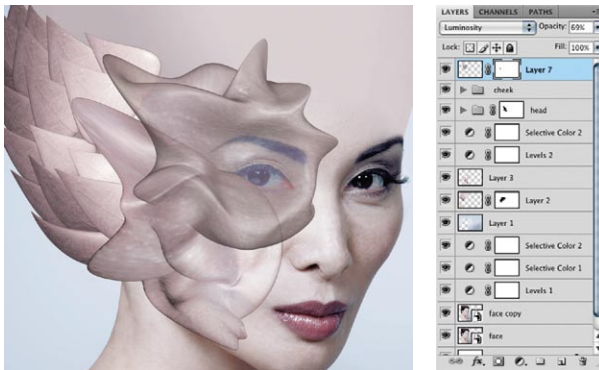 LAYERS CHANNELS PATHS
Luminosity Opacity: 69%
Lock: Fill: 100%
Layer 7
cheek
head
Selective Color 2
Levels 2
Layer 3
Layer 2
Layer 1
Selective Color 2
Selective Color 1
Levels 1
face copy
face
fx.